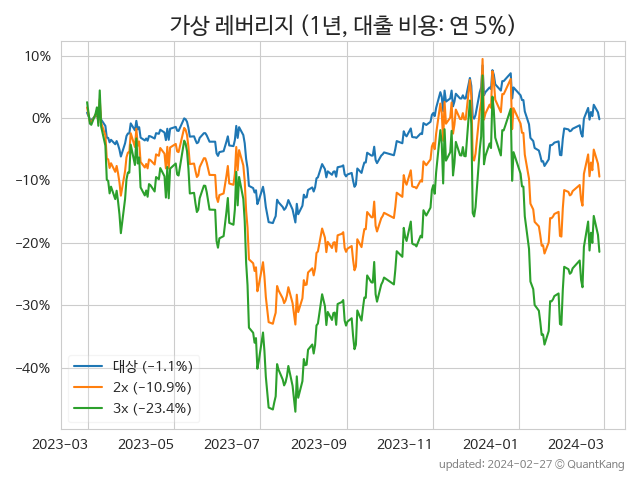 가상 레버리지 (1년, 대출 비용: 연 5%)
10%
0%
−10%
−20%
−30%
−40%
대상 (−1.1%)
2x (−10.9%)
3x (−23.4%)
2023-03 2023-05 2023-07 2023-09 2023-11 2024-01 2024-03
updated: 2024-02-27 © QuantKang